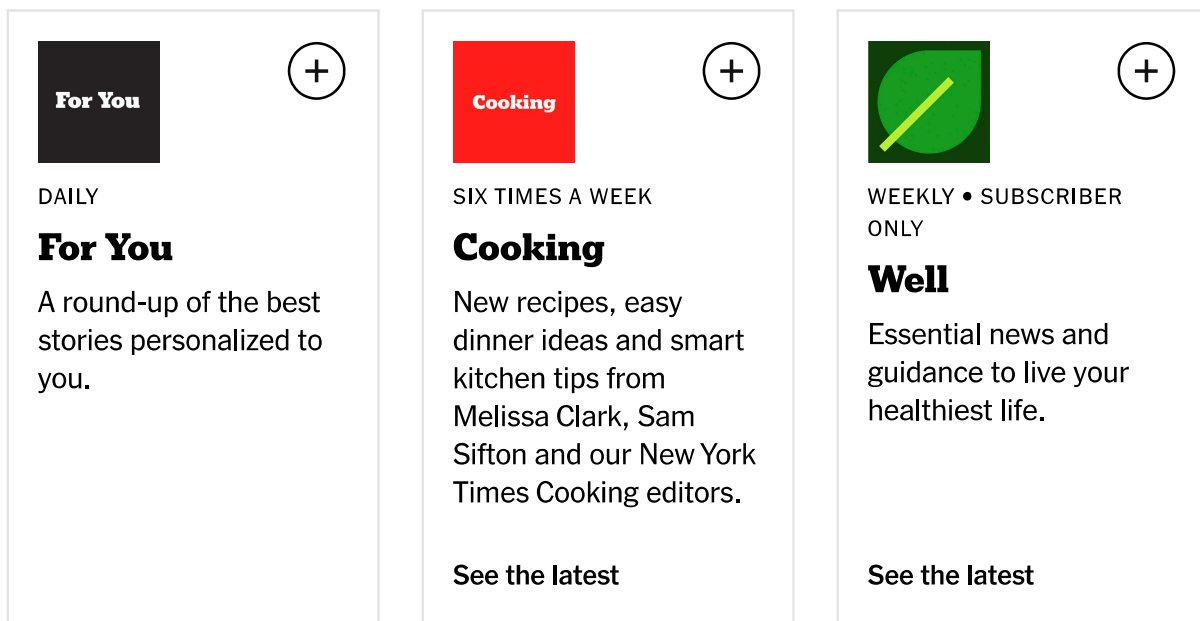 For You
DAILY
For You
A round-up of the best
stories personalized to
you.
Cooking
SIX TIMES A WEEK
Cooking
New recipes, easy
dinner ideas and smart
kitchen tips from
Melissa Clark, Sam
Sifton and our New York
Times Cooking editors.
See the latest
WEEKLY • SUBSCRIBER
ONLY
Well
Essential news and
guidance to live your
healthiest life.
See the latest